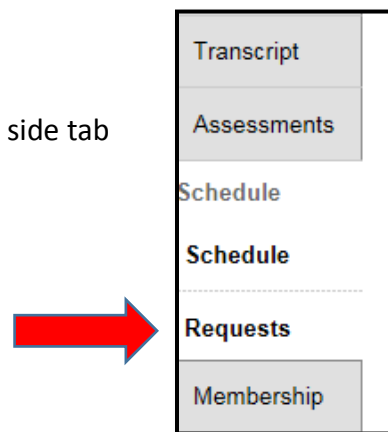 Transcript
side tab
Assessments
Schedule
Schedule
Requests
Membership